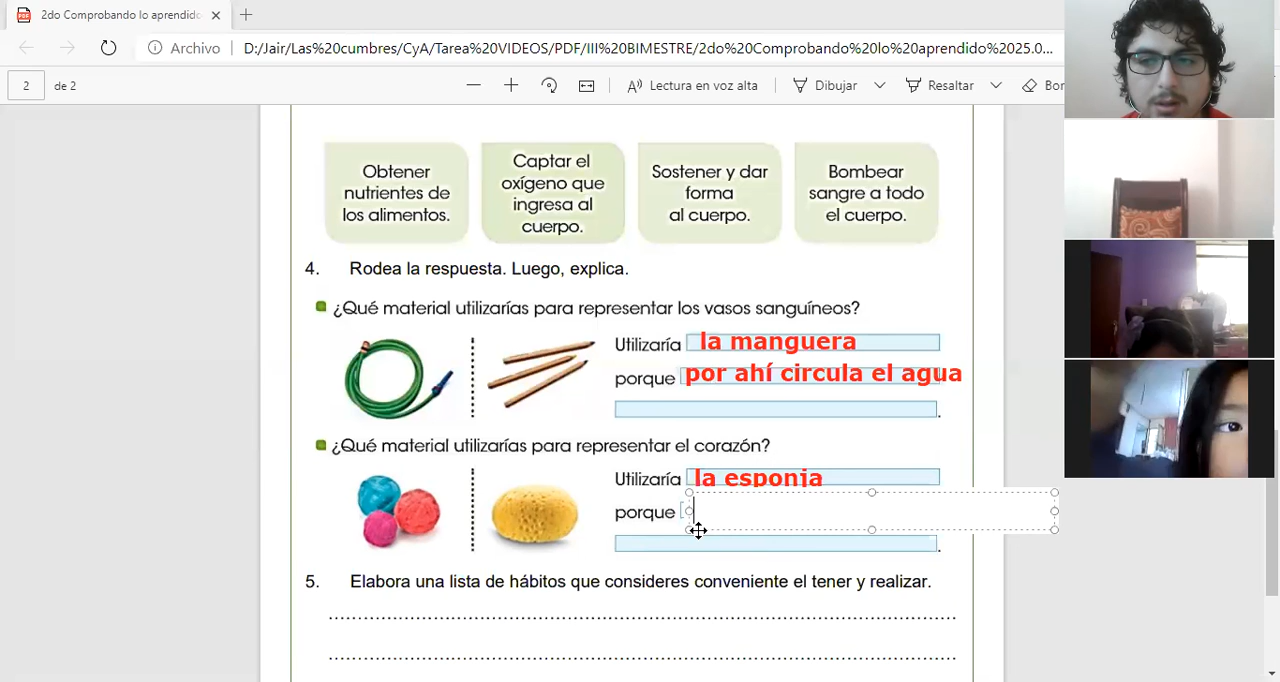 2do Comprobando lo aprendido
Archivo D:/Jair/Las%20cumbres/CyA/Tarea%20VIDEOS/PDF/III%20BIMESTRE/2do%20Comprobando%20lo%20aprendido%2025.0...
2 de 2 Lectura en voz alta Dibujar Resaltar Bor
Obtener
nutrientes de
los alimentos.
Captar el
oxígeno que
ingresa al
cuerpo.
Sostener y dar
forma
al cuerpo.
Bombear
sangre a todo
el cuerpo.
4. Rodea la respuesta. Luego, explica.
¿Qué material utilizarías para representar los vasos sanguíneos?
Utilizaría la manguera
porque por ahí circula el agua
.
¿Qué material utilizarías para representar el corazón?
Utilizaría la esponja
porque
.
5. Elabora una lista de hábitos que consideres conveniente el tener y realizar.